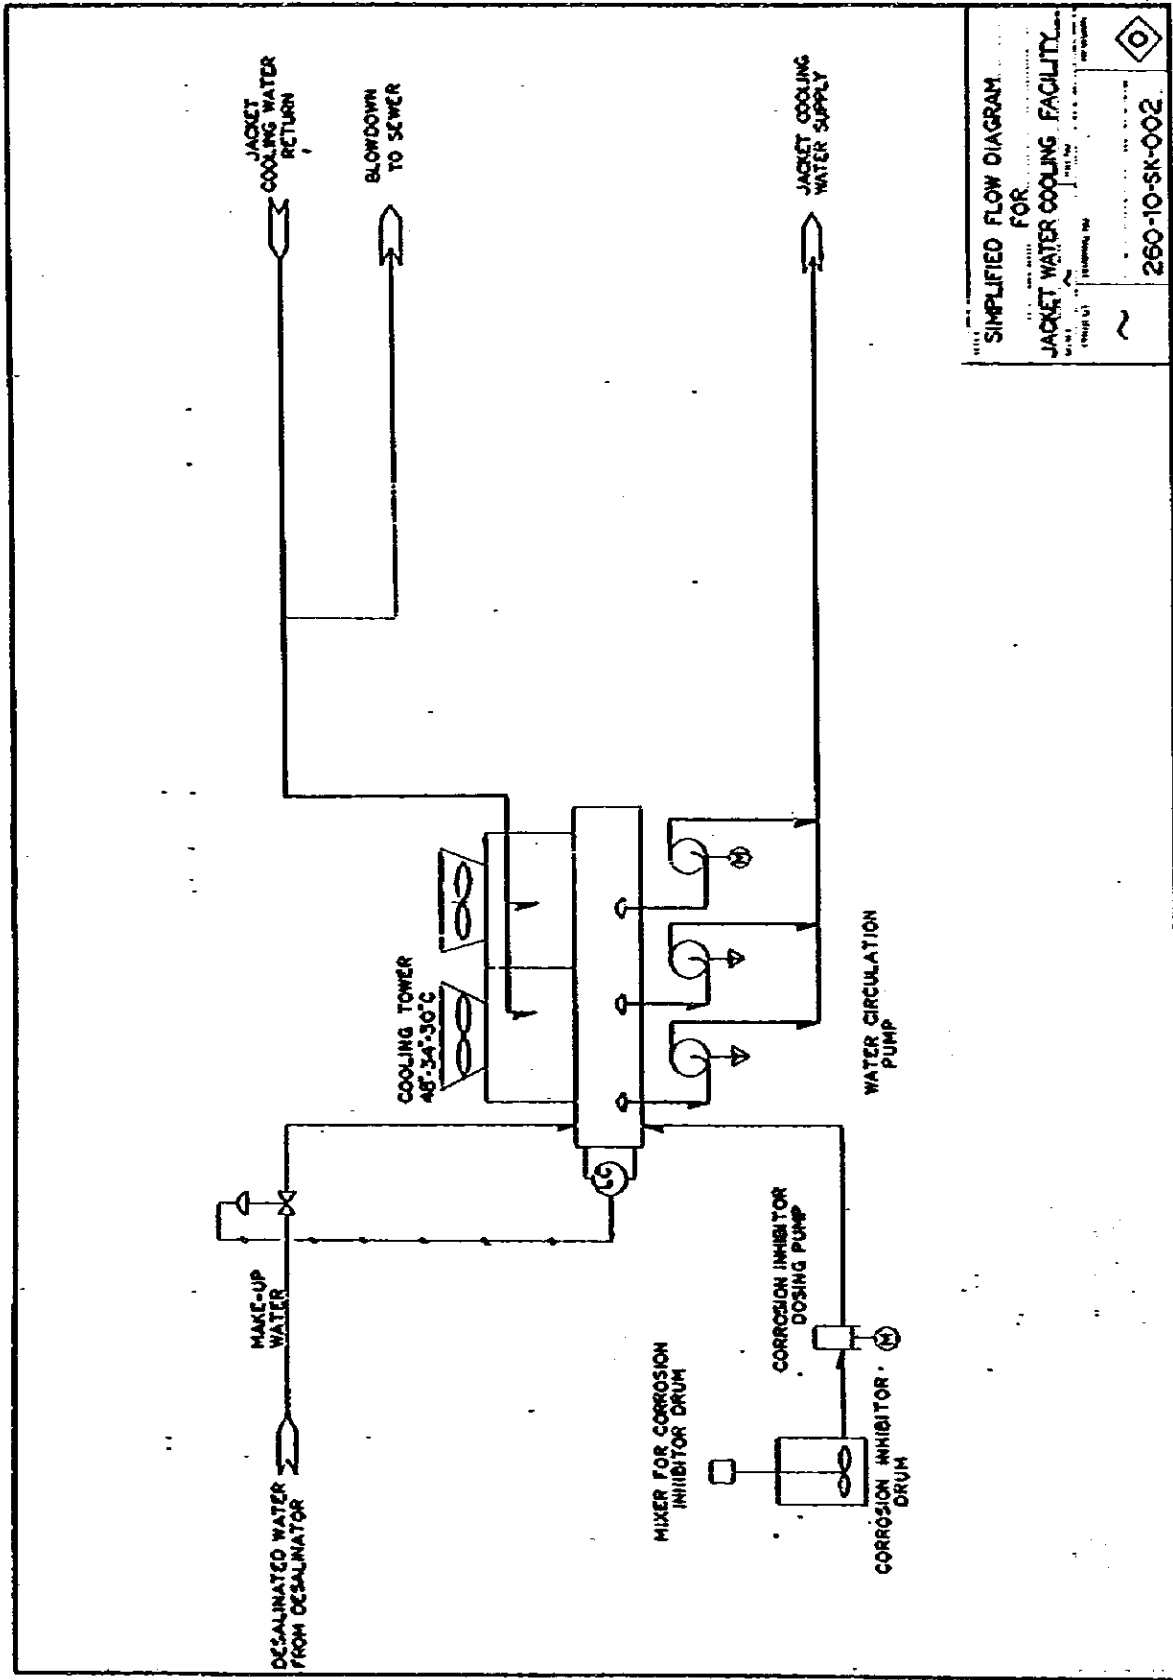 JACKET
COOLING WATER
RETURN
BLOWDOWN
TO SEWER
JACKET COOLING
WATER SUPPLY
COOLING TOWER
48°-34°-30°C
MAKE-UP
WATER
DESALINATED WATER
FROM DESALINATOR
LC
M
WATER CIRCULATION
PUMP
CORROSION INHIBITOR
DOSING PUMP
M
MIXER FOR CORROSION
INHIBITOR DRUM
CORROSION INHIBITOR
DRUM
SIMPLIFIED FLOW DIAGRAM
FOR
JACKET WATER COOLING FACILITY
260-10-SK-002